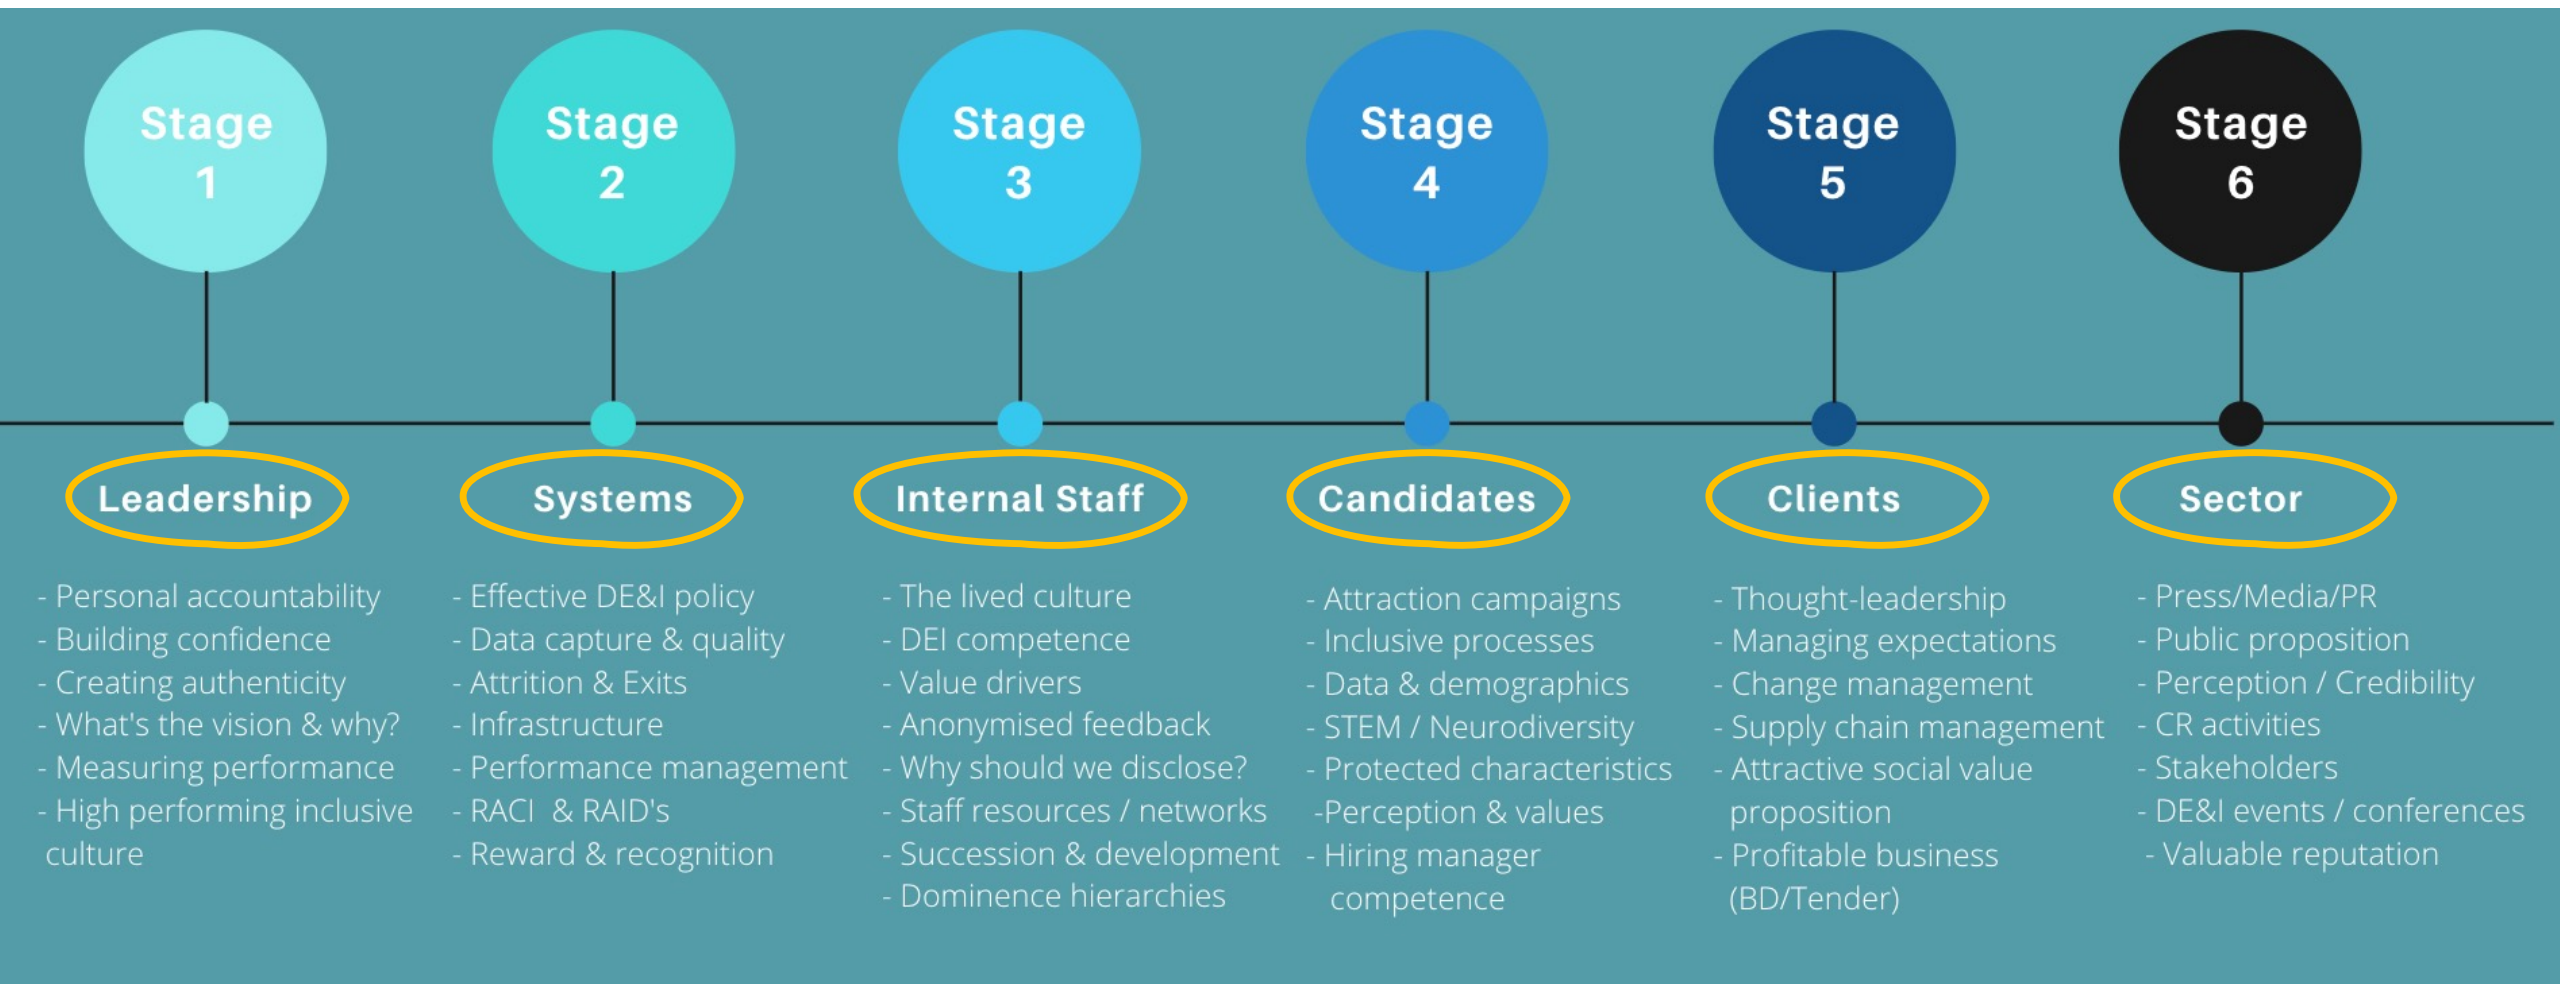 Stage
1
Stage
2
Stage
3
Stage
4
Stage
5
Stage
6
Leadership
- Personal accountability
- Building confidence
- Creating authenticity
- What's the vision & why?
- Measuring performance
- High performing inclusive
culture
Systems
- Effective DE&I policy
- Data capture & quality
- Attrition & Exits
- Infrastructure
- Performance management
- RACI & RAID's
- Reward & recognition
Internal Staff
- The lived culture
- DEI competence
- Value drivers
- Anonymised feedback
- Why should we disclose?
- Staff resources / networks
- Succession & development
- Dominence hierarchies
Candidates
- Attraction campaigns
- Inclusive processes
- Data & demographics
- STEM / Neurodiversity
- Protected characteristics
-Perception & values
- Hiring manager
competence
Clients
- Thought-leadership
- Managing expectations
- Change management
- Supply chain management
- Attractive social value
proposition
- Profitable business
(BD/Tender)
Sector
- Press/Media/PR
- Public proposition
- Perception / Credibility
- CR activities
- Stakeholders
- DE&I events / conferences
- Valuable reputation